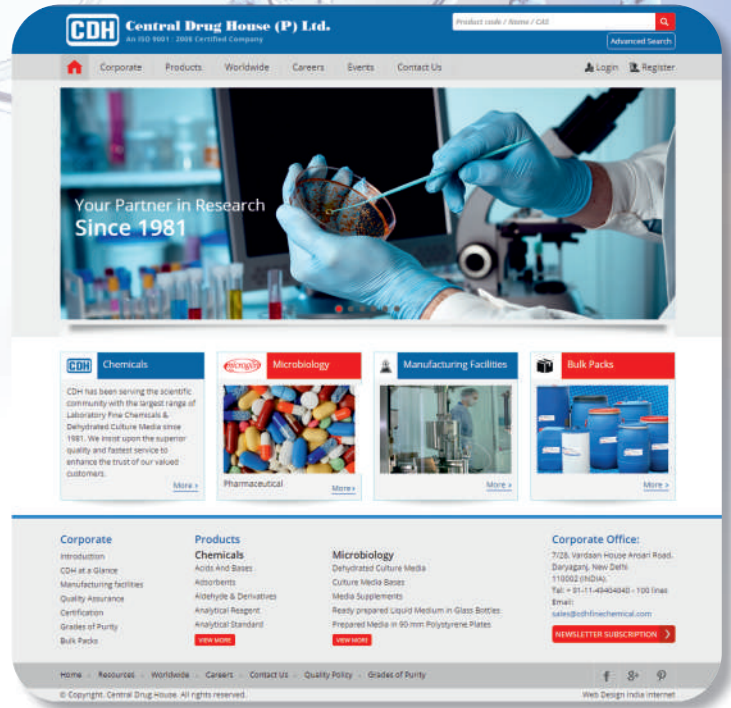 CDH Central Drug House (P) Ltd.
An ISO 9001 : 2008 Certified Company
Product code / Name / CAS
Advanced Search
Corporate Products Worldwide Careers Events Contact Us Login Register
Your Partner in Research
Since 1981
CDH Chemicals
CDH has been serving the scientific
community with the largest range of
Laboratory Fine Chemicals &
Dehydrated Culture Media since
1981. We insist upon the superior
quality and fastest service to
enhance the trust of our valued
customers.
More >
microgen Microbiology
Pharmaceutical
More >
Manufacturing Facilities
More >
Bulk Packs
More >
Corporate
Introduction
CDH at a Glance
Manufacturing facilities
Quality Assurance
Certification
Grades of Purity
Bulk Packs
Products
Chemicals
Acids And Bases
Adsorbents
Aldehyde & Derivatives
Analytical Reagent
Analytical Standard
VIEW MORE
Microbiology
Dehydrated Culture Media
Culture Media Bases
Media Supplements
Ready prepared Liquid Medium in Glass Bottles
Prepared Media in 90 mm Polystyrene Plates
VIEW MORE
Corporate Office:
7/28, Vardaan House Ansari Road,
Daryaganj, New Delhi
110002 (INDIA).
Tel: + 91-11-49404040 - 100 lines
Email:
sales@cdhfinechemical.com
NEWSLETTER SUBSCRIPTION
Home Resources Worldwide Careers Contact Us Quality Policy Grades of Purity
© Copyright. Central Drug House. All rights reserved.
Web Design India Internet